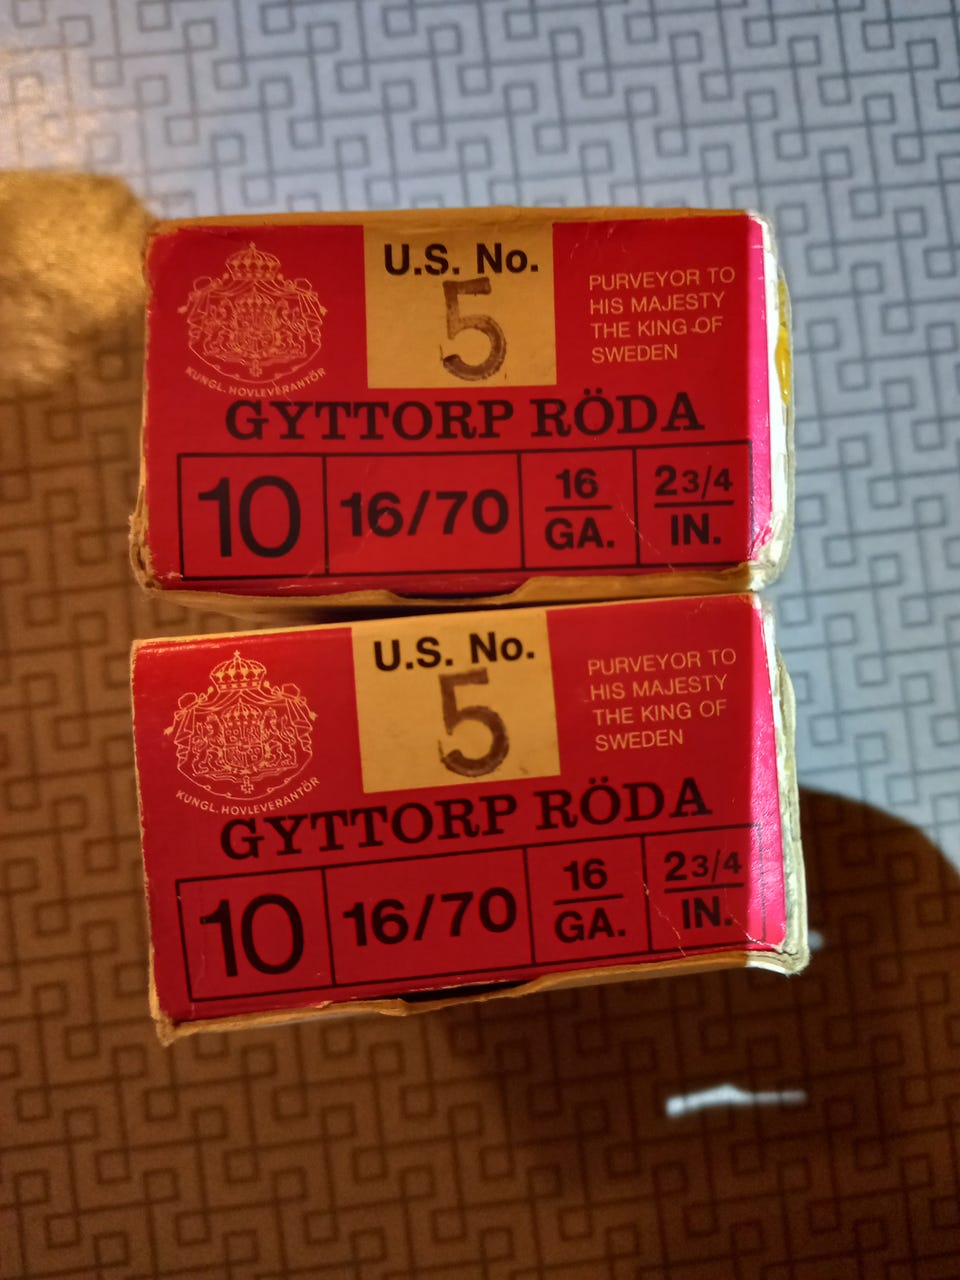 U.S. No.
5
PURVEYOR TO
HIS MAJESTY
THE KING OF
SWEDEN
KUNGL. HOVLEVERANTÖR
GYTTORP RÖDA
10
16/70
16
GA.
2 3/4
IN.
U.S. No.
5
PURVEYOR TO
HIS MAJESTY
THE KING OF
SWEDEN
KUNGL. HOVLEVERANTÖR
GYTTORP RÖDA
10
16/70
16
GA.
2 3/4
IN.